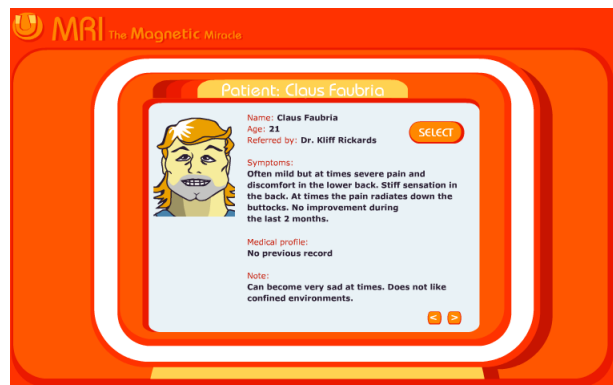 MRI The Magnetic Miracle
Patient: Claus Faubria
Name: Claus Faubria
Age: 21
Referred by: Dr. Kliff Rickards
SELECT
Symptoms:
Often mild but at times severe pain and
discomfort in the lower back. Stiff sensation in
the back. At times the pain radiates down the
buttocks. No improvement during
the last 2 months.
Medical profile:
No previous record
Note:
Can become very sad at times. Does not like
confined environments.
< >